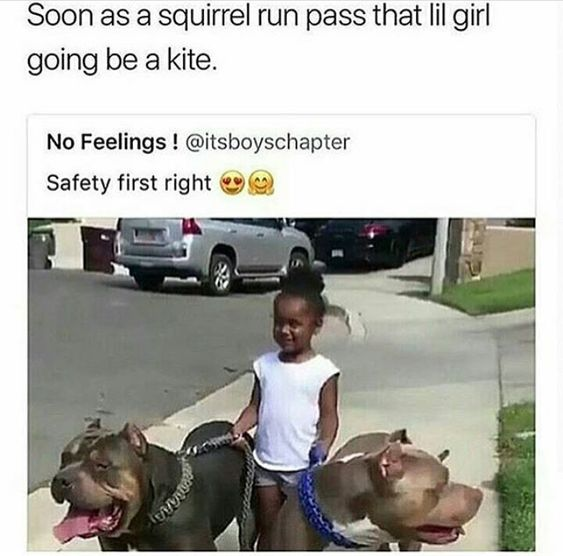 Soon as a squirrel run pass that lil girl
going be a kite.
No Feelings ! @itsboyschapter
Safety first right 😍🤗